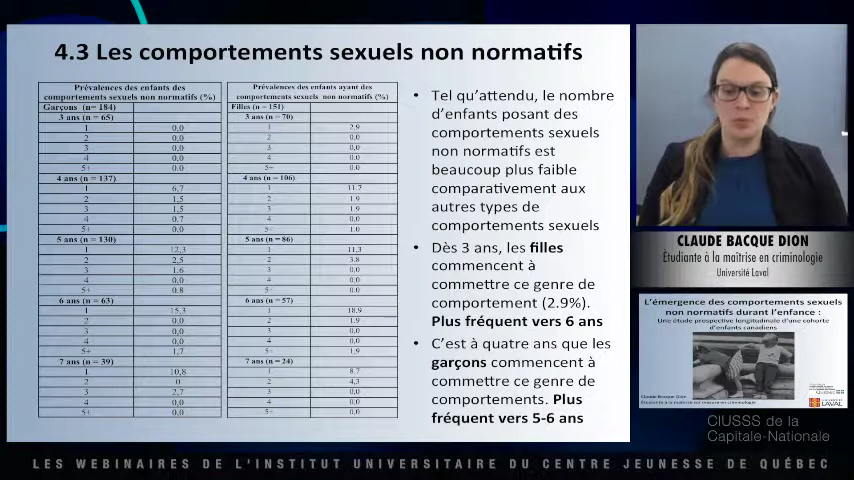 4.3 Les comportements sexuels non normatifs
Prévalences des enfants des
comportements sexuels non normatifs (%)
Garçons (n= 184)
3 ans (n = 65)
1 0,0
2 0,0
3 0,0
4 0,0
5+ 0,0
4 ans (n = 137)
1 6,7
2 1,5
3 1,5
4 0,7
5+ 0,0
5 ans (n = 130)
1 12,3
2 2,5
3 1,6
4 0,0
5+ 0,8
6 ans (n = 63)
1 15,3
2 0,0
3 0,0
4 0,0
5+ 1,7
7 ans (n = 39)
1 10,8
2 0
3 2,7
4 0,0
5+ 0,0
Prévalences des enfants ayant des
comportements sexuels non normatifs (%)
Filles (n = 151)
3 ans (n = 70)
1 2,9
2 0,0
3 0,0
4 0,0
5+ 0,0
4 ans (n = 106)
1 11,7
2 1,9
3 1,9
4 0,0
5+ 1,0
5 ans (n = 86)
1 11,3
2 3,8
3 0,0
4 0,0
5+ 0,0
6 ans (n = 57)
1 18,9
2 1,9
3 0,0
4 0,0
5+ 1,9
7 ans (n = 24)
1 8,7
2 4,3
3 0,0
4 0,0
5+ 0,0
• Tel qu'attendu, le nombre
d'enfants posant des
comportements sexuels
non normatifs est
beaucoup plus faible
comparativement aux
autres types de
comportements sexuels
• Dès 3 ans, les filles
commencent à
commettre ce genre de
comportement (2.9%).
Plus fréquent vers 6 ans
• C'est à quatre ans que les
garçons commencent à
commettre ce genre de
comportements. Plus
fréquent vers 5-6 ans
CLAUDE BACQUE DION
Étudiante à la maîtrise en criminologie
Université Laval
L'émergence des comportements sexuels
non normatifs durant l'enfance :
Une étude prospective longitudinale d'une cohorte
d'enfants canadiens
Claude Bacque Dion
Étudiante à la maîtrise sur mesure en criminologie
UNIVERSITÉ
LAVAL
CIUSSS de la
Capitale-Nationale
LES WEBINAIRES DE L'INSTITUT UNIVERSITAIRE DU CENTRE JEUNESSE DE QUÉBEC